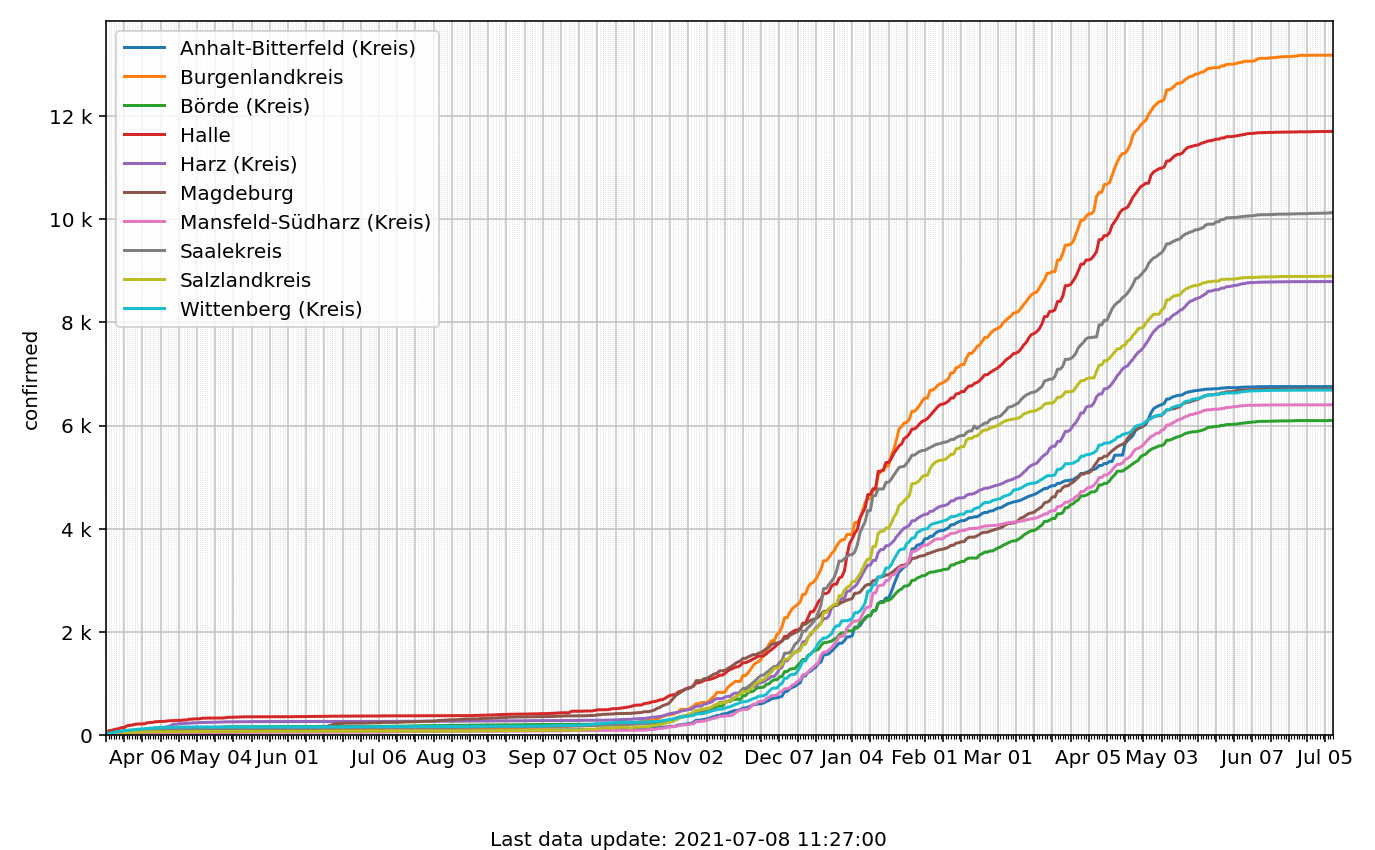 12 k
10 k
8 k
6 k
4 k
2 k
0
confirmed
Anhalt-Bitterfeld (Kreis)
Burgenlandkreis
Börde (Kreis)
Halle
Harz (Kreis)
Magdeburg
Mansfeld-Südharz (Kreis)
Saalekreis
Salzlandkreis
Wittenberg (Kreis)
Apr 06 May 04 Jun 01 Jul 06 Aug 03 Sep 07 Oct 05 Nov 02 Dec 07 Jan 04 Feb 01 Mar 01 Apr 05 May 03 Jun 07 Jul 05
Last data update: 2021-07-08 11:27:00